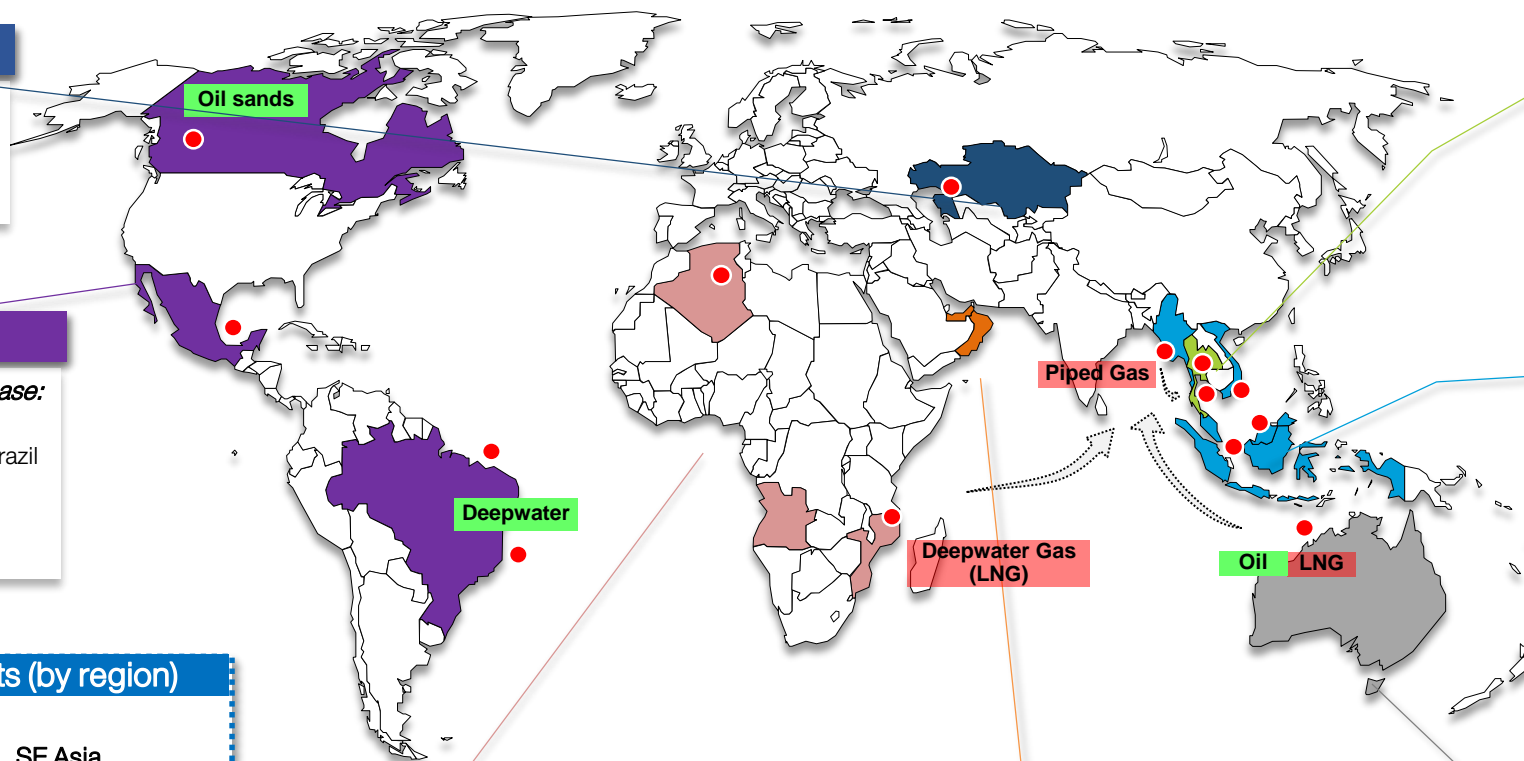 Oil sands
ase:
razil
Piped Gas
Deepwater
Deepwater Gas
(LNG)
Oil LNG
ts (by region)
SE Asia